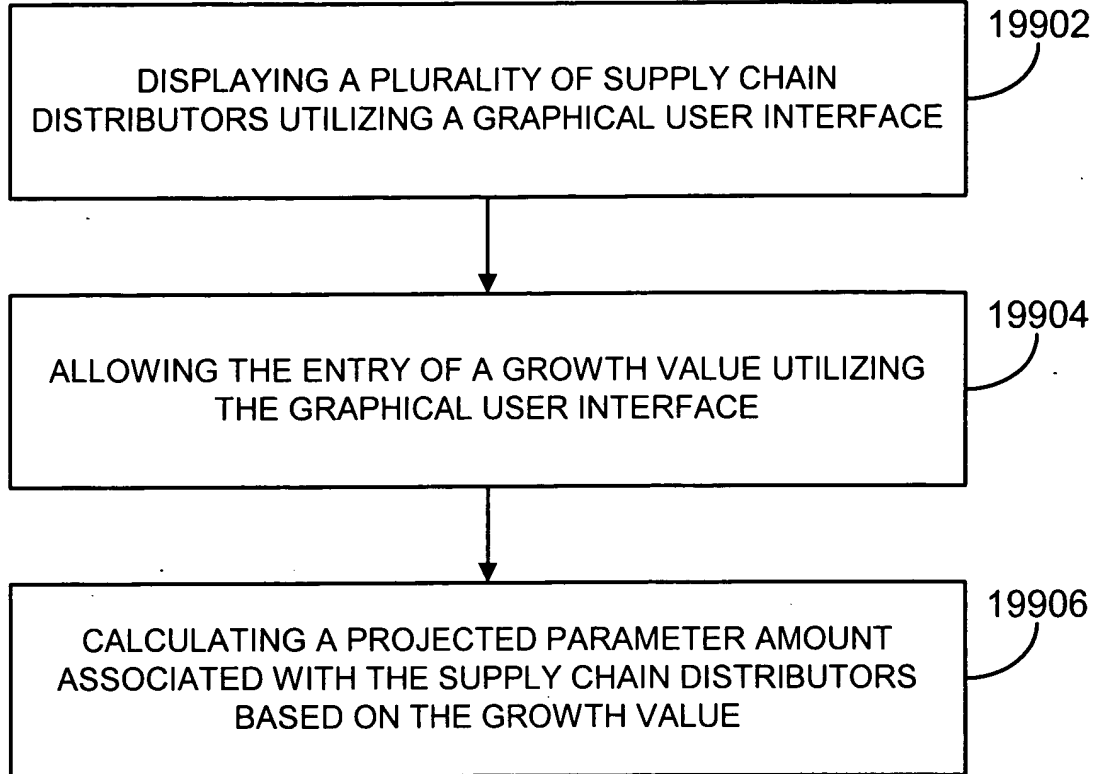 19902
DISPLAYING A PLURALITY OF SUPPLY CHAIN
DISTRIBUTORS UTILIZING A GRAPHICAL USER INTERFACE
19904
ALLOWING THE ENTRY OF A GROWTH VALUE UTILIZING
THE GRAPHICAL USER INTERFACE
19906
CALCULATING A PROJECTED PARAMETER AMOUNT
ASSOCIATED WITH THE SUPPLY CHAIN DISTRIBUTORS
BASED ON THE GROWTH VALUE